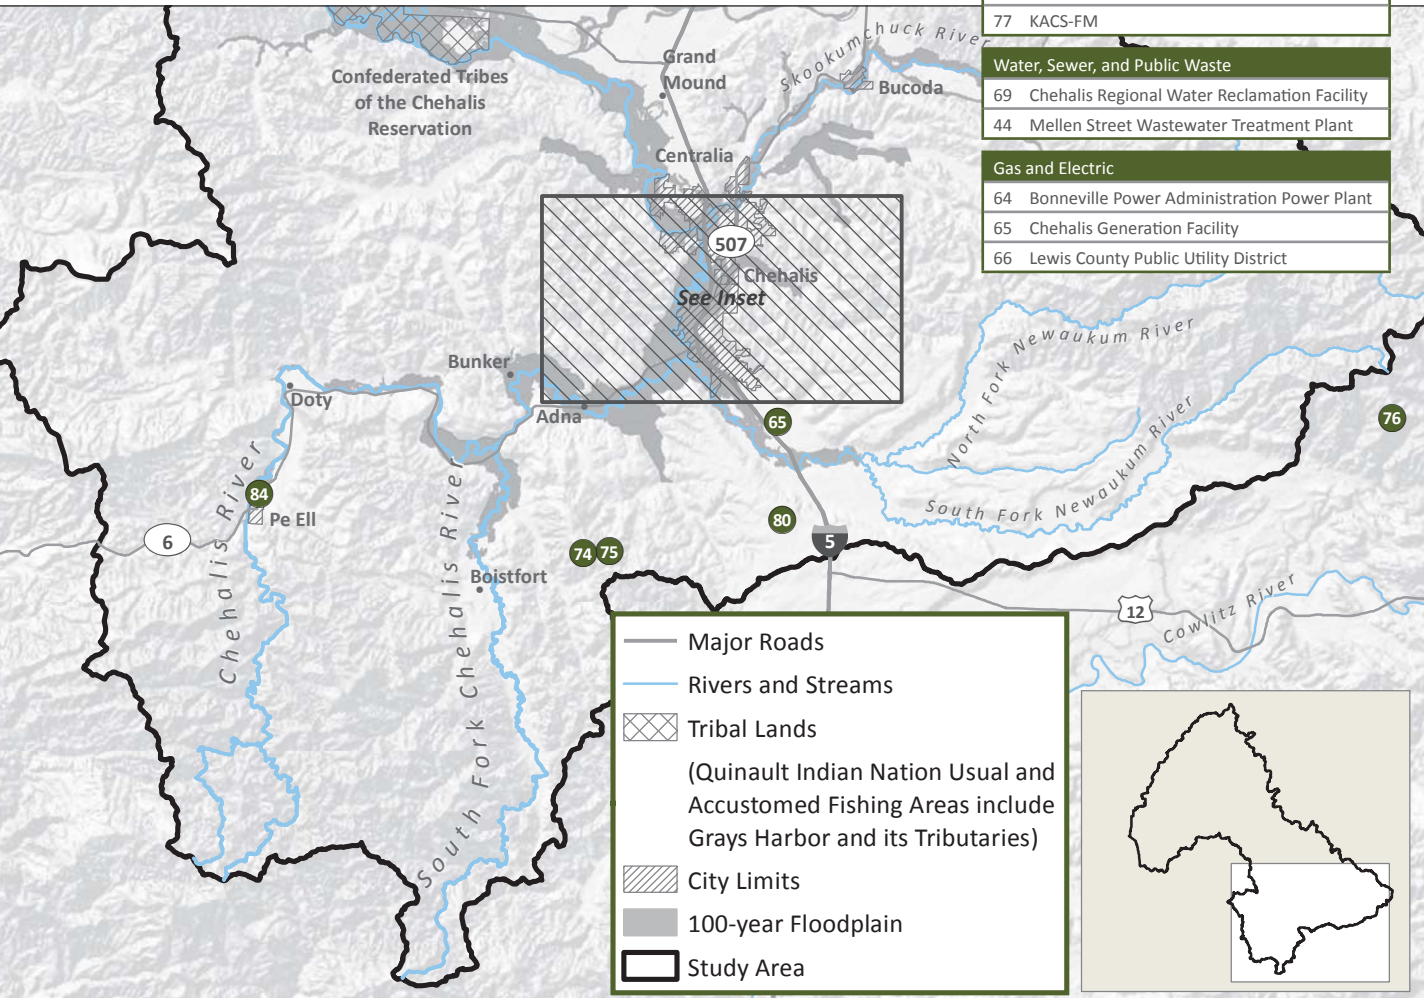 77 KACS-FM
Water, Sewer, and Public Waste
69 Chehalis Regional Water Reclamation Facility
44 Mellen Street Wastewater Treatment Plant
Gas and Electric
64 Bonneville Power Administration Power Plant
65 Chehalis Generation Facility
66 Lewis County Public Utility District
Skookumchuck River
Grand
Mound
Confederated Tribes
of the Chehalis
Reservation
Bucoda
Centralia
507
Chehalis
See Inset
North Fork Newaukum River
Bunker
Doty
Adna
65
76
South Fork Newaukum River
Chehalis River
84
Pe Ell
6
80
5
74 75
Boistfort
South Fork Chehalis River
12
Cowlitz River
Major Roads
Rivers and Streams
Tribal Lands
(Quinault Indian Nation Usual and
Accustomed Fishing Areas include
Grays Harbor and its Tributaries)
City Limits
100-year Floodplain
Study Area